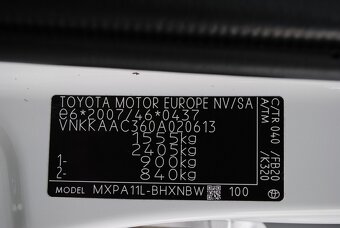 TOYOTA MOTOR EUROPE NV/SA
e6*2007/46*0437
VNKKAAC360A020613
1555kg
2405kg
1- 900kg
2- 840kg
MODEL MXPA11L-BHXNBW 100
C/TR 040 /FB20
A/TM /K320